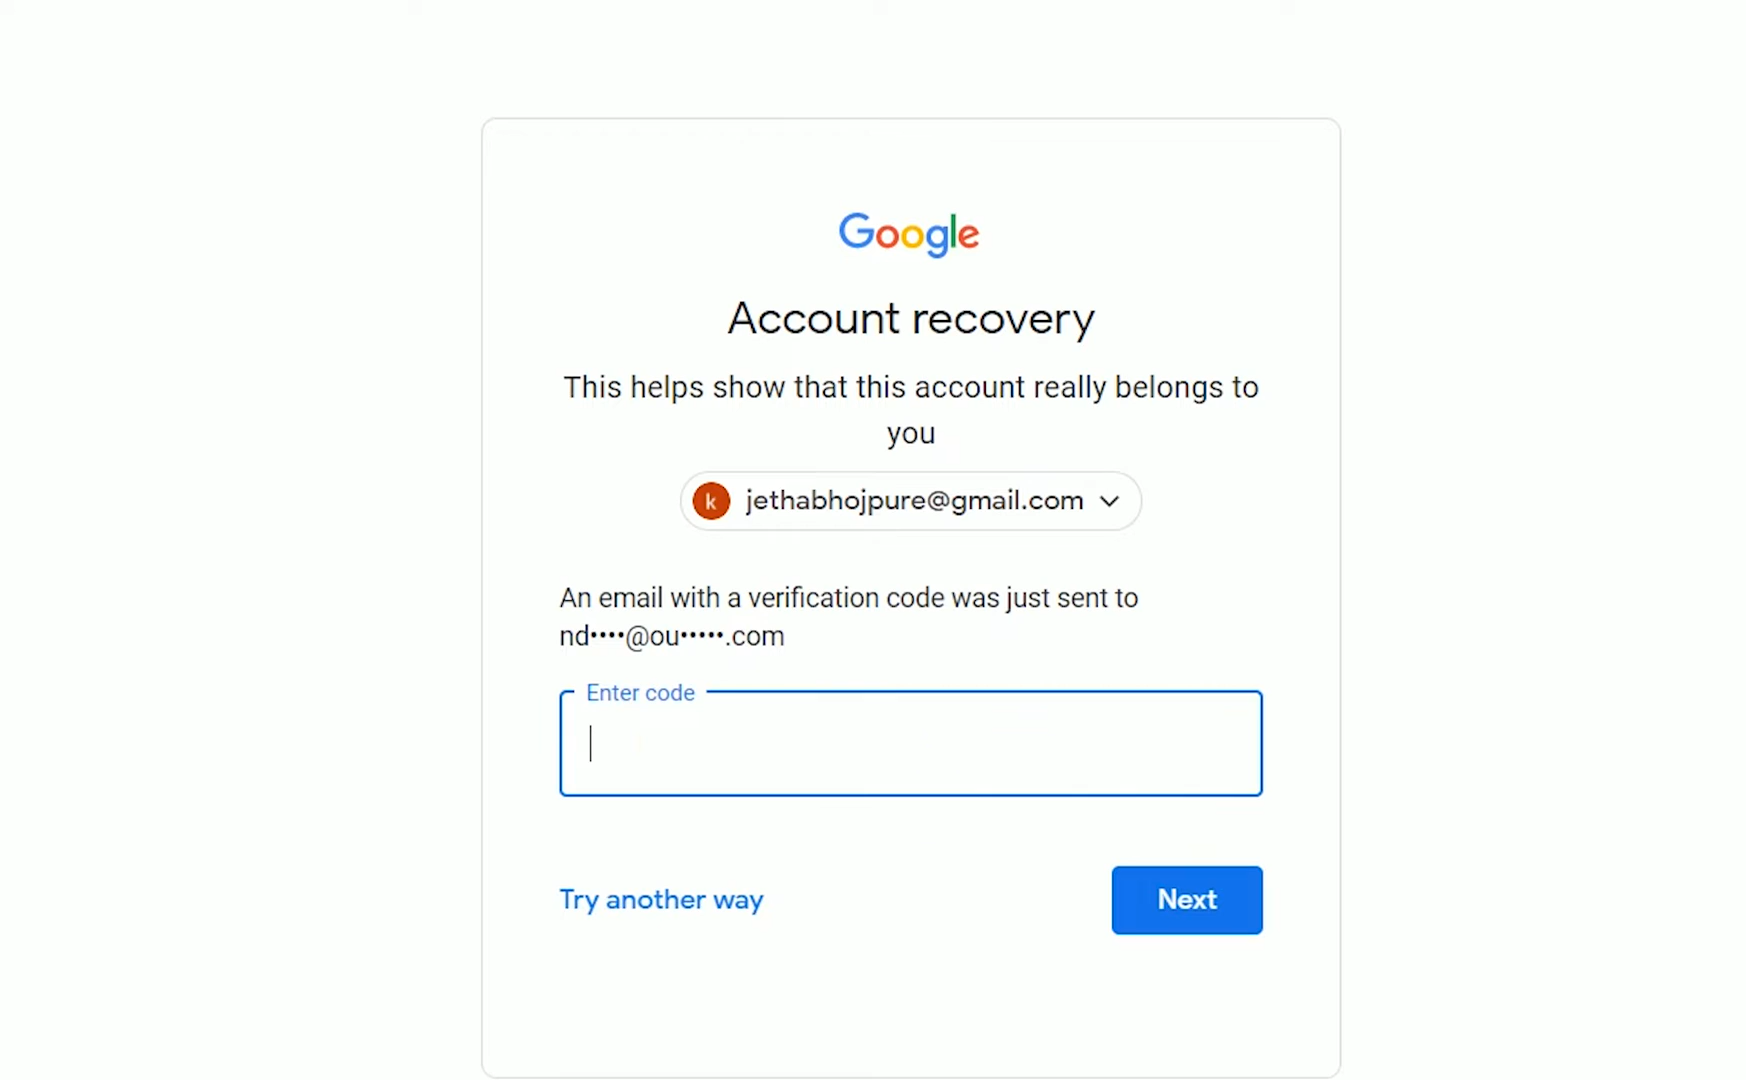 Google
Account recovery
This helps show that this account really belongs to
you
k jethabhojpure@gmail.com
An email with a verification code was just sent to
nd••••@ou•••••.com
Enter code
Try another way Next